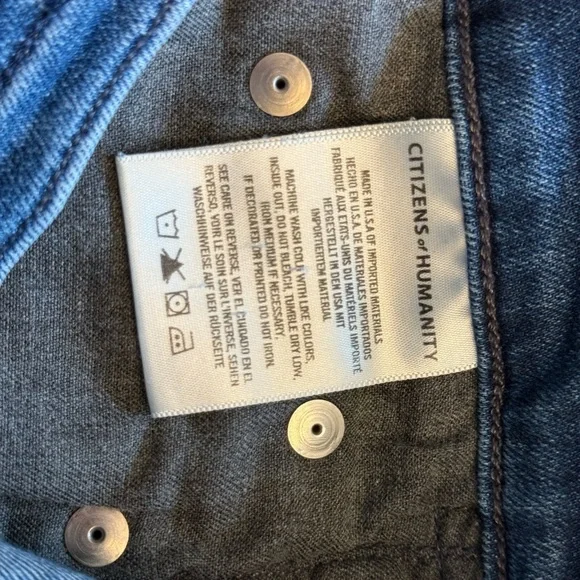 CITIZENS of HUMANITY
MADE IN U.S.A OF IMPORTED MATERIALS
HECHO EN U.S.A. DE MATERIALES IMPORTADOS
FABRIQUÉ AUX ETATS-UNIS DU MATÉRIELS IMPORTÉ
HERGESTELLT IN DEN USA MIT
IMPORTIERTEM MATERIAL
MACHINE WASH COLD WITH LIKE COLORS,
INSIDE OUT, DO NOT BLEACH, TUMBLE DRY LOW,
IRON MEDIUM IF NECESSARY.
IF DECORATED OR PRINTED DO NOT IRON.
SEE CARE ON REVERSE, VER EL CUIDADO EN EL
REVERSO, VOIR LE SOIN SUR L'INVERSE, SEHEN
WASCHHINWEISE AUF DER RÜCKSEITE